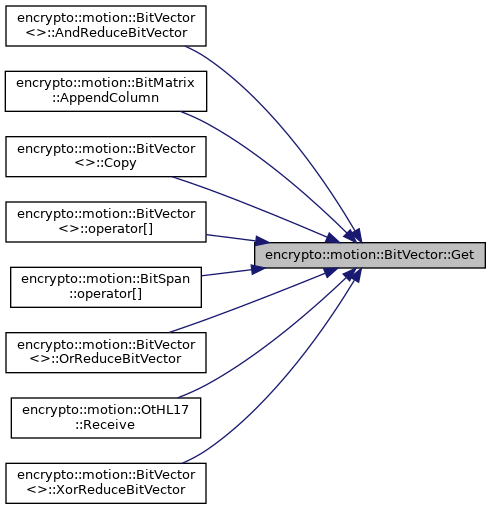 encrypto::motion::BitVector
<>::AndReduceBitVector
encrypto::motion::BitMatrix
::AppendColumn
encrypto::motion::BitVector
<>::Copy
encrypto::motion::BitVector
<>::operator[]
encrypto::motion::BitVector::Get
encrypto::motion::BitSpan
::operator[]
encrypto::motion::BitVector
<>::OrReduceBitVector
encrypto::motion::OtHL17
::Receive
encrypto::motion::BitVector
<>::XorReduceBitVector